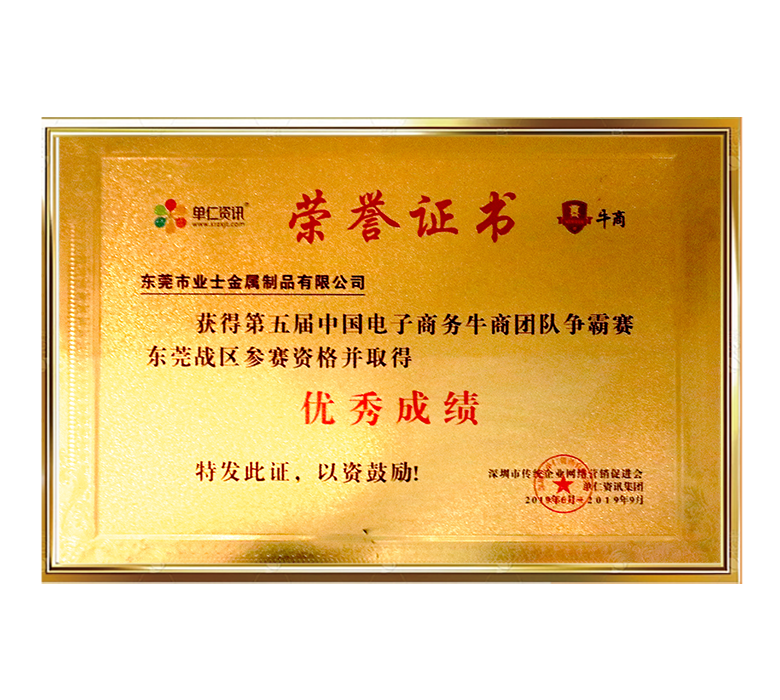 单仁资讯
荣誉证书
牛商
东莞市业士金属制品有限公司
获得第五届中国电子商务牛商团队争霸赛
东莞战区参赛资格并取得
优秀成绩
特发此证，以资鼓励!
深圳市传统企业网络营销促进会
单仁资讯集团
2019年6月-2019年9月